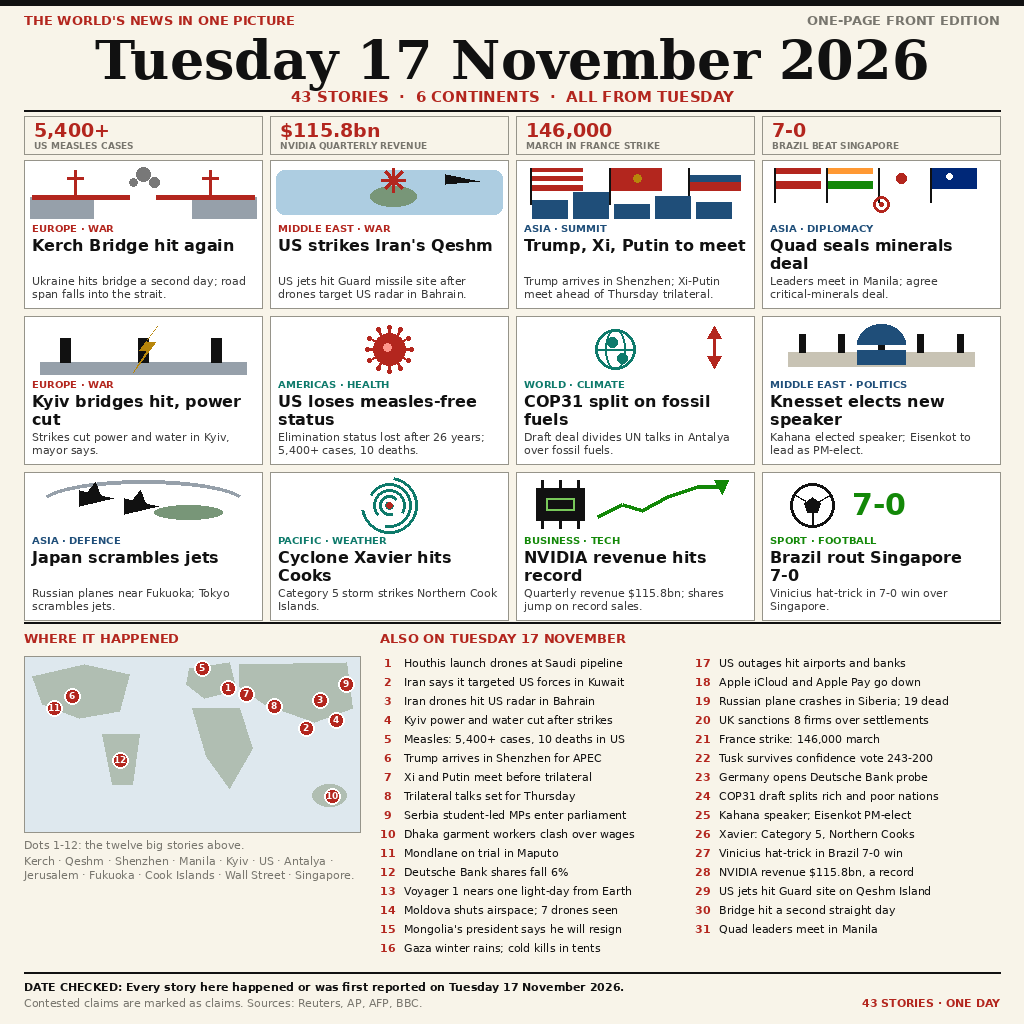 THE WORLD'S NEWS IN ONE PICTURE
ONE-PAGE FRONT EDITION
Tuesday 17 November 2026
43 STORIES · 6 CONTINENTS · ALL FROM TUESDAY
5,400+
US MEASLES CASES
$115.8bn
NVIDIA QUARTERLY REVENUE
146,000
MARCH IN FRANCE STRIKE
7-0
BRAZIL BEAT SINGAPORE
EUROPE · WAR
Kerch Bridge hit again
Ukraine hits bridge a second day; road
span falls into the strait.
MIDDLE EAST · WAR
US strikes Iran's Qeshm
US jets hit Guard missile site after
drones target US radar in Bahrain.
ASIA · SUMMIT
Trump, Xi, Putin to meet
Trump arrives in Shenzhen; Xi-Putin
meet ahead of Thursday trilateral.
ASIA · DIPLOMACY
Quad seals minerals
deal
Leaders meet in Manila; agree
critical-minerals deal.
EUROPE · WAR
Kyiv bridges hit, power
cut
Strikes cut power and water in Kyiv,
mayor says.
AMERICAS · HEALTH
US loses measles-free
status
Elimination status lost after 26 years;
5,400+ cases, 10 deaths.
WORLD · CLIMATE
COP31 split on fossil
fuels
Draft deal divides UN talks in Antalya
over fossil fuels.
MIDDLE EAST · POLITICS
Knesset elects new
speaker
Kahana elected speaker; Eisenkot to
lead as PM-elect.
ASIA · DEFENCE
Japan scrambles jets
Russian planes near Fukuoka; Tokyo
scrambles jets.
PACIFIC · WEATHER
Cyclone Xavier hits
Cooks
Category 5 storm strikes Northern Cook
Islands.
BUSINESS · TECH
NVIDIA revenue hits
record
Quarterly revenue $115.8bn; shares
jump on record sales.
7-0
SPORT · FOOTBALL
Brazil rout Singapore
7-0
Vinicius hat-trick in 7-0 win over
Singapore.
WHERE IT HAPPENED
5
9
6
1
7
3
11
8
4
2
12
10
Dots 1-12: the twelve big stories above.
Kerch · Qeshm · Shenzhen · Manila · Kyiv · US · Antalya ·
Jerusalem · Fukuoka · Cook Islands · Wall Street · Singapore.
ALSO ON TUESDAY 17 NOVEMBER
1 Houthis launch drones at Saudi pipeline
2 Iran says it targeted US forces in Kuwait
3 Iran drones hit US radar in Bahrain
4 Kyiv power and water cut after strikes
5 Measles: 5,400+ cases, 10 deaths in US
6 Trump arrives in Shenzhen for APEC
7 Xi and Putin meet before trilateral
8 Trilateral talks set for Thursday
9 Serbia student-led MPs enter parliament
10 Dhaka garment workers clash over wages
11 Mondlane on trial in Maputo
12 Deutsche Bank shares fall 6%
13 Voyager 1 nears one light-day from Earth
14 Moldova shuts airspace; 7 drones seen
15 Mongolia's president says he will resign
16 Gaza winter rains; cold kills in tents
17 US outages hit airports and banks
18 Apple iCloud and Apple Pay go down
19 Russian plane crashes in Siberia; 19 dead
20 UK sanctions 8 firms over settlements
21 France strike: 146,000 march
22 Tusk survives confidence vote 243-200
23 Germany opens Deutsche Bank probe
24 COP31 draft splits rich and poor nations
25 Kahana speaker; Eisenkot PM-elect
26 Xavier: Category 5, Northern Cooks
27 Vinicius hat-trick in Brazil 7-0 win
28 NVIDIA revenue $115.8bn, a record
29 US jets hit Guard site on Qeshm Island
30 Bridge hit a second straight day
31 Quad leaders meet in Manila
DATE CHECKED: Every story here happened or was first reported on Tuesday 17 November 2026.
Contested claims are marked as claims. Sources: Reuters, AP, AFP, BBC.
43 STORIES · ONE DAY